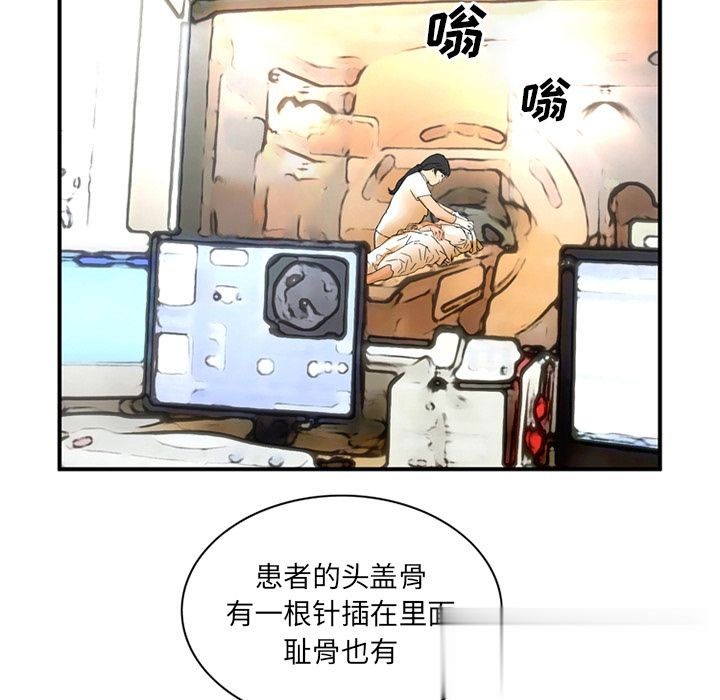 嗡
嗡
患者的头盖骨
有一根针插在里面
耻骨也有